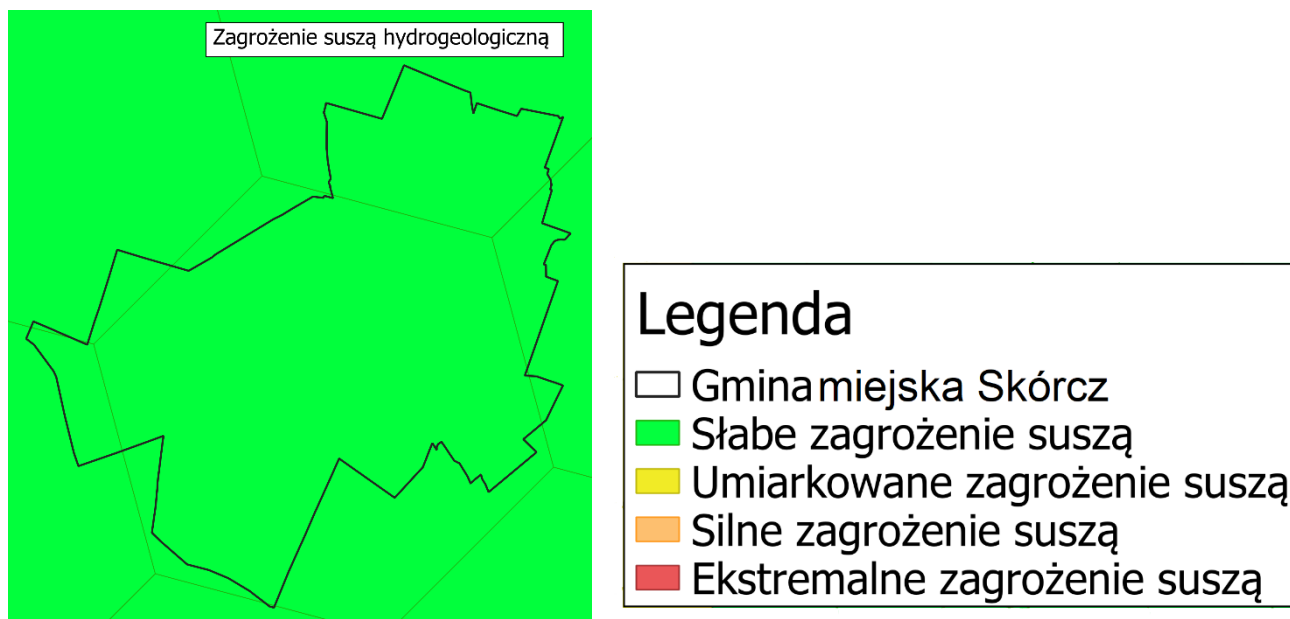 Zagrożenie suszą hydrogeologiczną
Legenda
Gmina miejska Skórcz
Słabe zagrożenie suszą
Umiarkowane zagrożenie suszą
Silne zagrożenie suszą
Ekstremalne zagrożenie suszą